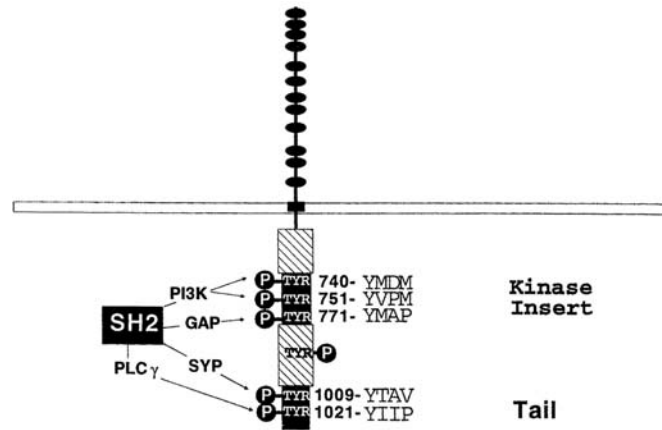 P TYR 740- YMDM
P TYR 751- YVPM
P TYR 771- YMAP
Kinase
Insert
PI3K
SH2
GAP
TYR P
PLC γ
SYP
P TYR 1009- YTAV
P TYR 1021- YIIP
Tail